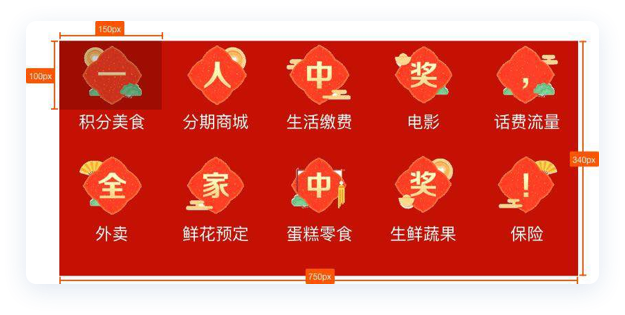 150px
100px
一 人 中 奖 ，
积分美食 分期商城 生活缴费 电影 话费流量
340px
全 家 中 奖 ！
外卖 鲜花预定 蛋糕零食 生鲜蔬果 保险
750px